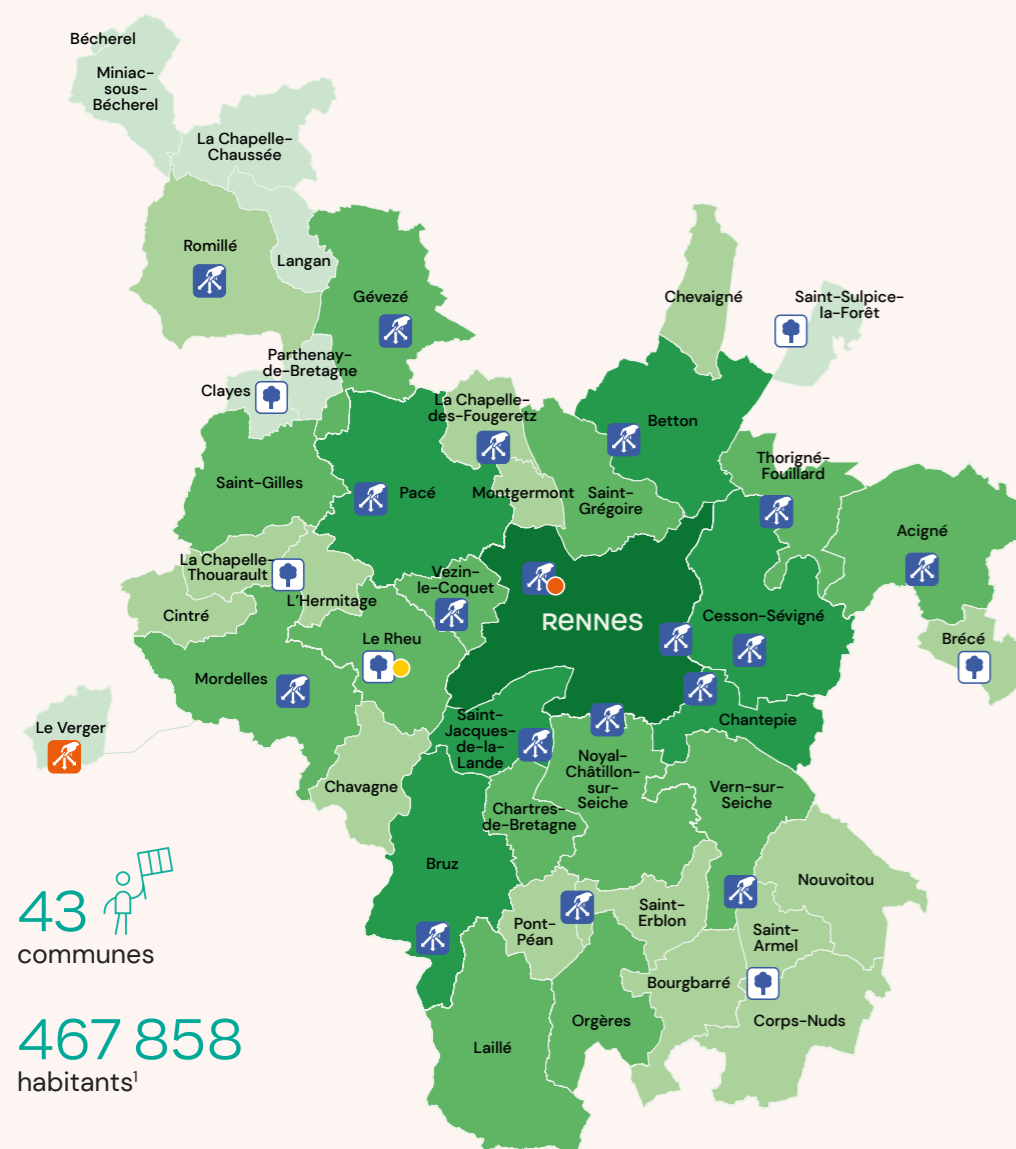 Bécherel
Miniac-
sous-
Bécherel
La Chapelle-
Chaussée
Romillé
Langan
Gévezé
Chevaigné
Saint-Sulpice-
la-Forêt
Parthenay-
de-Bretagne
Clayes
La Chapelle-
des-Fougeretz
Betton
Thorigné-
Fouillard
Saint-Gilles
Pacé
Montgermont
Saint-
Grégoire
Acigné
La Chapelle-
Thouarault
L'Hermitage
Vezin-
le-Coquet
Cintré
RENNES
Cesson-Sévigné
Brécé
Le Rheu
Mordelles
Le Verger
Saint-
Jacques-
de-la-
Lande
Chantepie
Noyal-
Châtillon-
sur-
Seiche
Chavagne
Vern-sur-
Seiche
Chartres-
de-Bretagne
Bruz
Nouvoitou
Saint-
Erblon
Pont-
Péan
Saint-
Armel
Bourgbarré
Orgères
Corps-Nuds
Laillé
43
communes
467 858
habitants¹